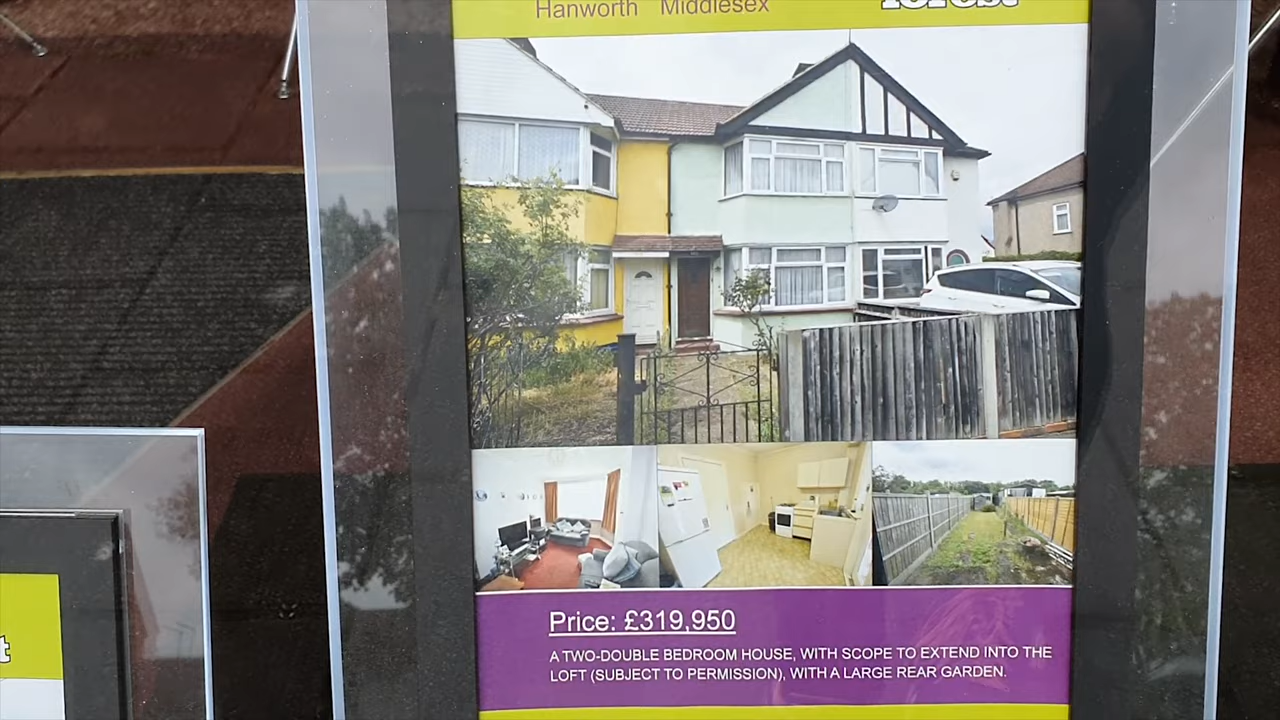 Hanworth Middlesex
forest
Price: £319,950
A TWO-DOUBLE BEDROOM HOUSE, WITH SCOPE TO EXTEND INTO THE
LOFT (SUBJECT TO PERMISSION), WITH A LARGE REAR GARDEN.